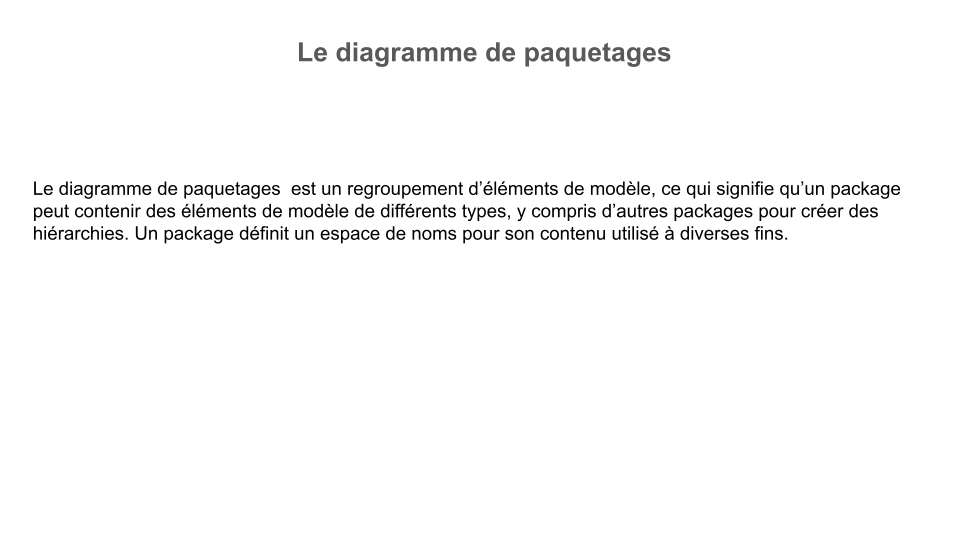 Le diagramme de paquetages
Le diagramme de paquetages  est un regroupement d’éléments de modèle, ce qui signifie qu’un package
peut contenir des éléments de modèle de différents types, y compris d’autres packages pour créer des
hiérarchies. Un package définit un espace de noms pour son contenu utilisé à diverses fins.